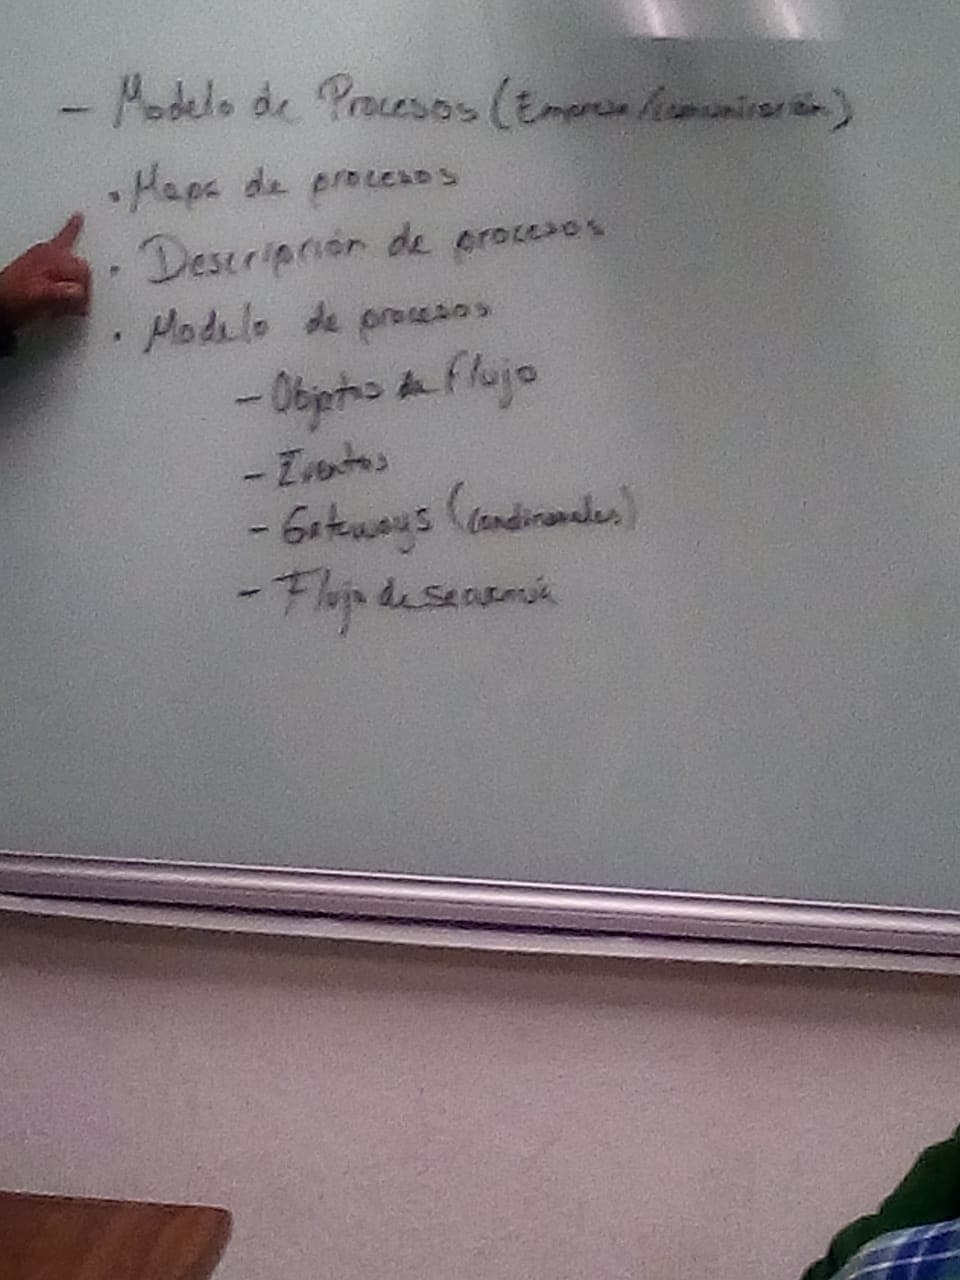 - Modelo de Procesos (Empresa/comunicación)
• Mapa de procesos
• Descripción de procesos
• Modelo de procesos
- Objetos de flujo
- Eventos
- Gateways (condicionales)
- Flujo de secuencia